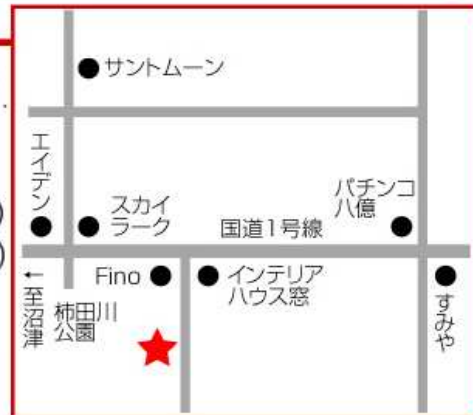 サントムーン
エイデン
スカイ
ラーク
国道1号線
パチンコ
八億
Fino
インテリア
ハウス窓
すみや
←至沼津
柿田川
公園